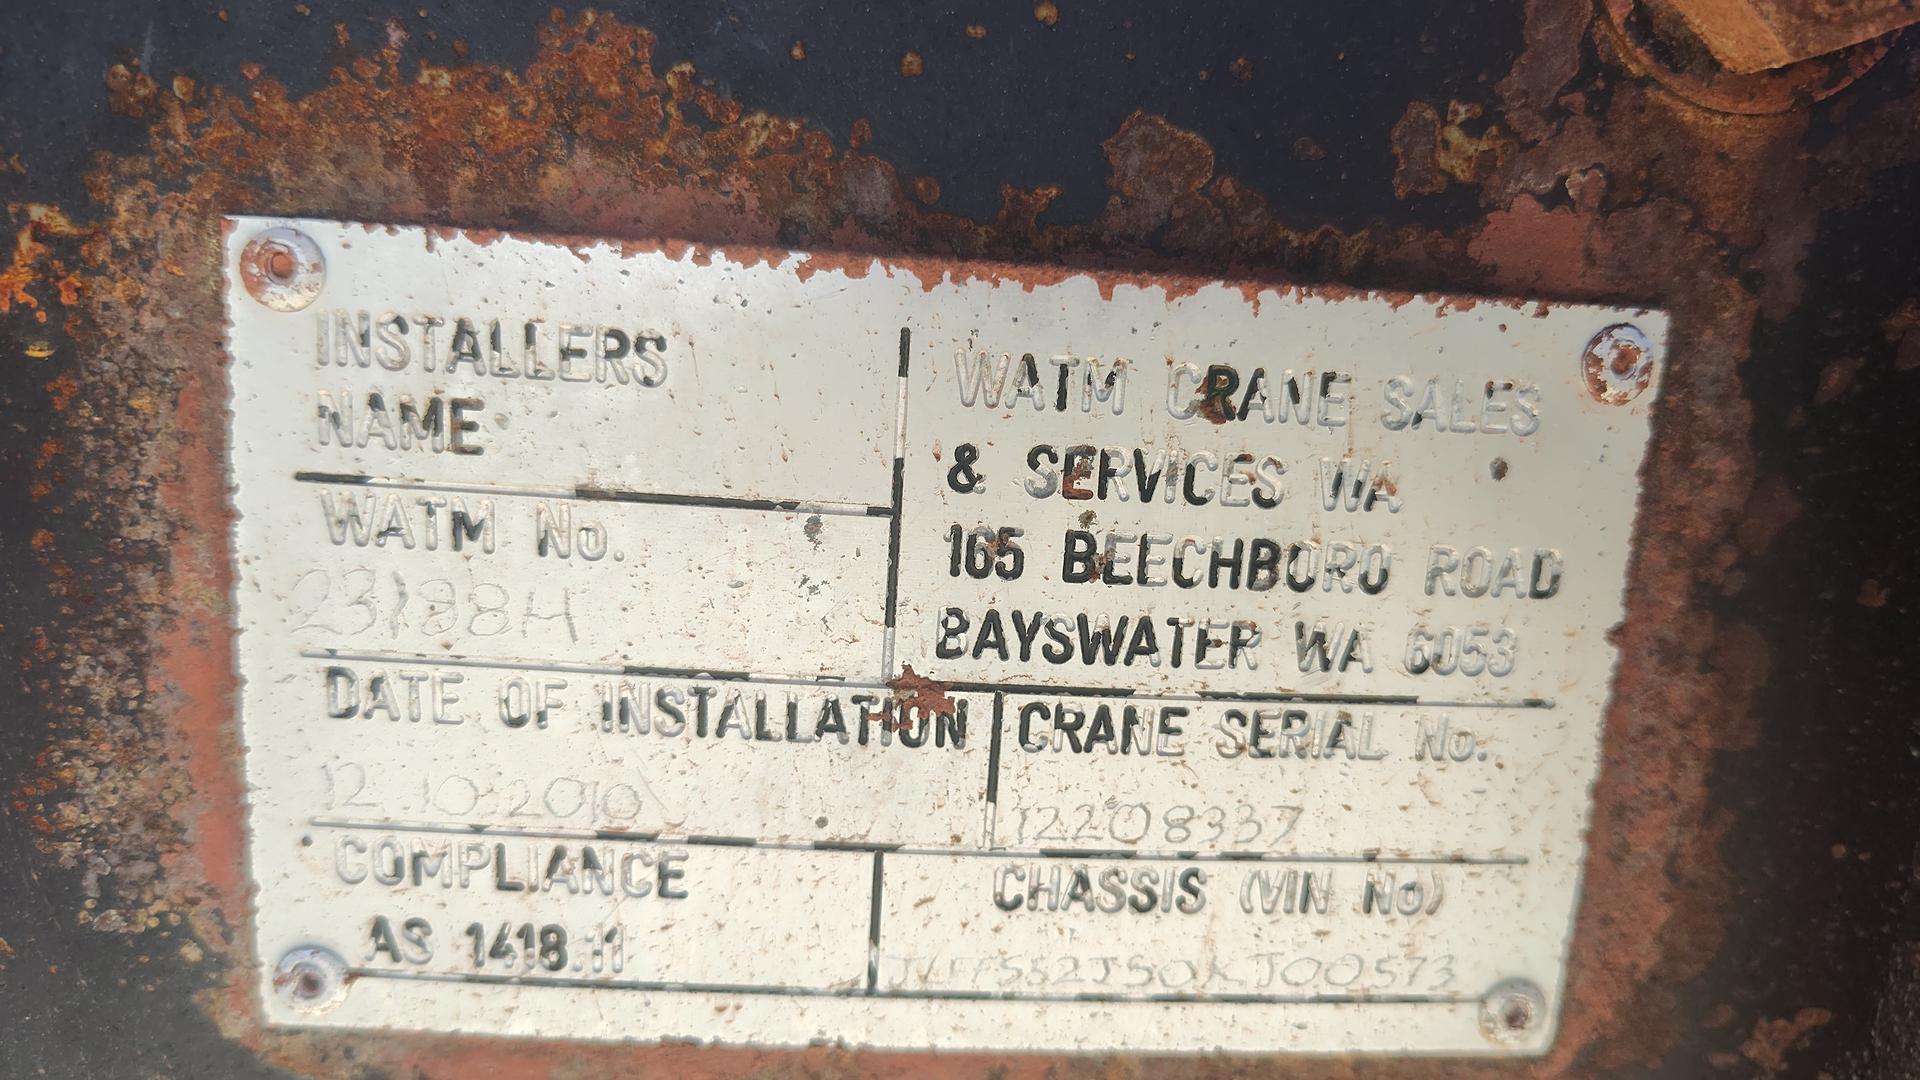 INSTALLERS
NAME
WATM CRANE SALES
& SERVICES WA
165 BEECHBORO ROAD
BAYSWATER WA 6053
WATM No.
23188H
DATE OF INSTALLATION
12.10.2010
CRANE SERIAL No.
12208337
COMPLIANCE
AS 1418.11
CHASSIS (VIN No)